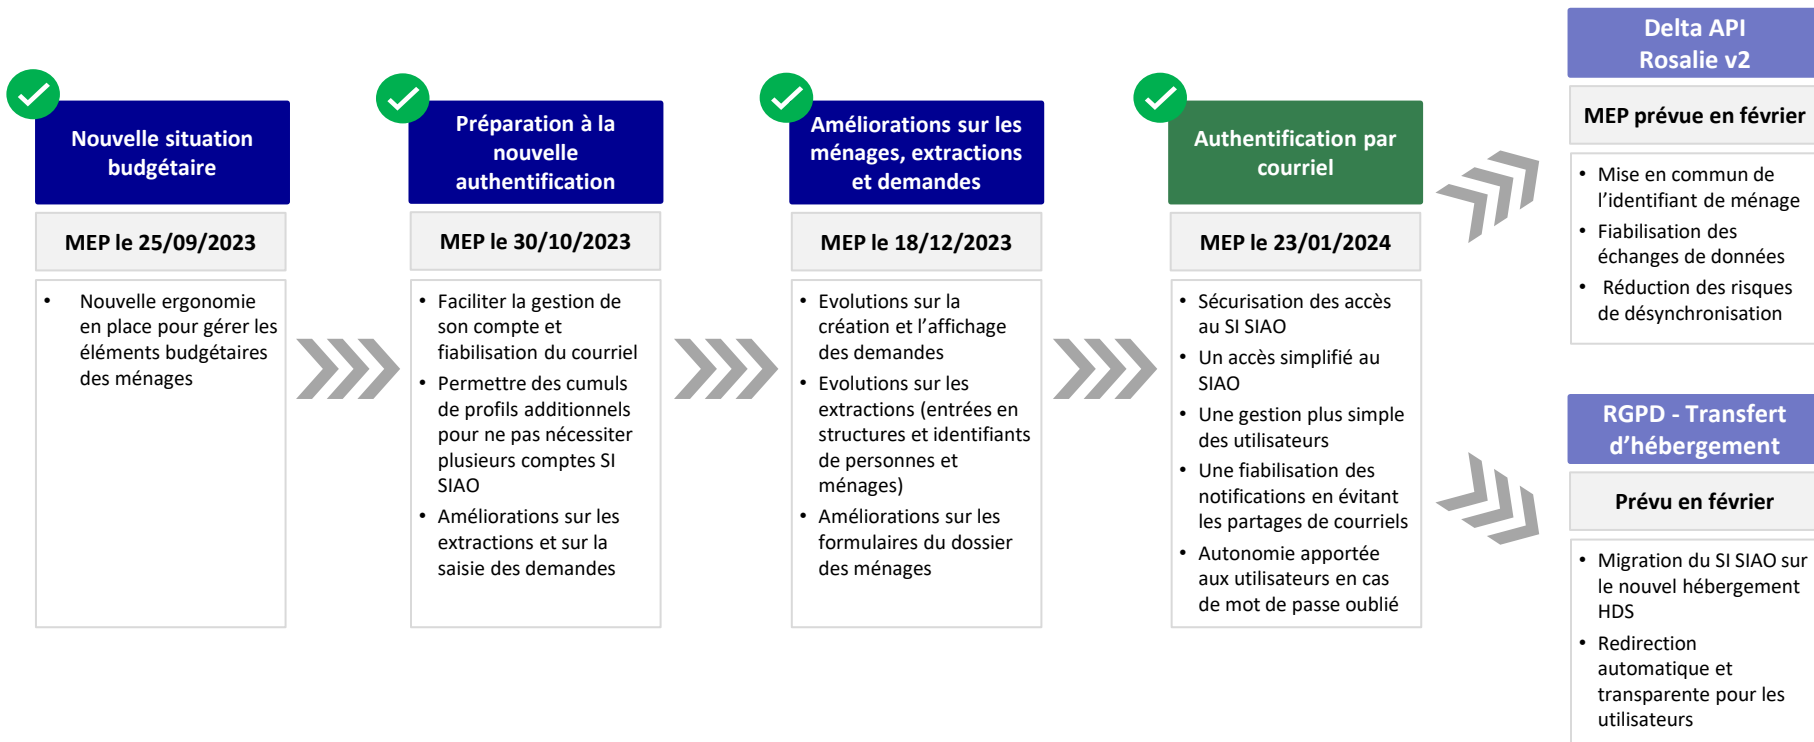 Nouvelle situation
budgétaire
MEP le 25/09/2023
• Nouvelle ergonomie
en place pour gérer les
éléments budgétaires
des ménages
Préparation à la
nouvelle
authentification
MEP le 30/10/2023
• Faciliter la gestion de
son compte et
fiabilisation du courriel
• Permettre des cumuls
de profils additionnels
pour ne pas nécessiter
plusieurs comptes SI
SIAO
• Améliorations sur les
extractions et sur la
saisie des demandes
Améliorations sur les
ménages, extractions
et demandes
MEP le 18/12/2023
• Evolutions sur la
création et l’affichage
des demandes
• Evolutions sur les
extractions (entrées en
structures et identifiants
de personnes et
ménages)
• Améliorations sur les
formulaires du dossier
des ménages
Authentification par
courriel
MEP le 23/01/2024
• Sécurisation des accès
au SI SIAO
• Un accès simplifié au
SIAO
• Une gestion plus simple
des utilisateurs
• Une fiabilisation des
notifications en évitant
les partages de courriels
• Autonomie apportée
aux utilisateurs en cas
de mot de passe oublié
Delta API
Rosalie v2
MEP prévue en février
• Mise en commun de
l’identifiant de ménage
• Fiabilisation des
échanges de données
• Réduction des risques
de désynchronisation
RGPD - Transfert
d’hébergement
Prévu en février
• Migration du SI SIAO sur
le nouvel hébergement
HDS
• Redirection
automatique et
transparente pour les
utilisateurs